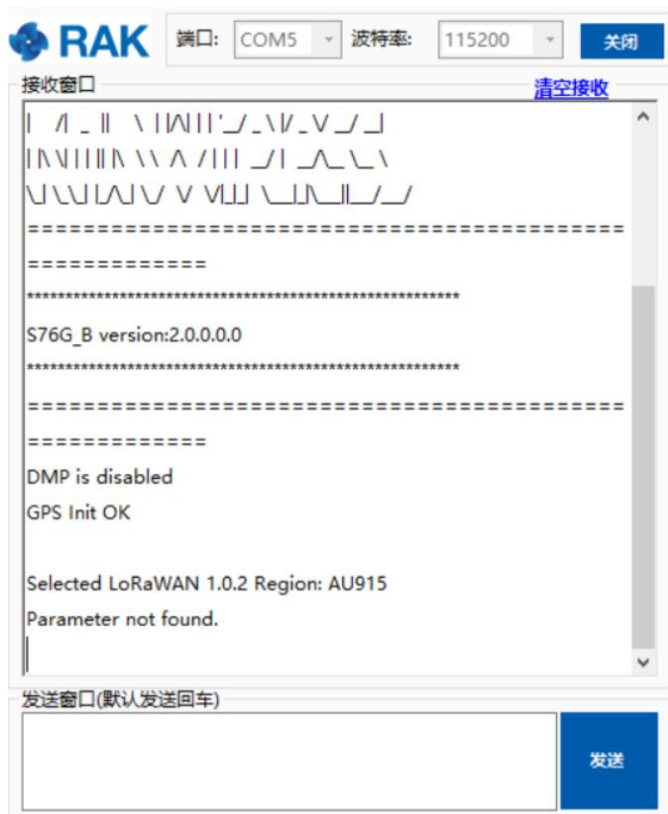 RAK 端口: COM5 波特率: 115200 关闭
接收窗口 清空接收
=============================================
=============
********************************************************
S76G_B version:2.0.0.0.0
********************************************************
=============================================
=============
DMP is disabled
GPS Init OK
Selected LoRaWAN 1.0.2 Region: AU915
Parameter not found.
发送窗口(默认发送回车)
发送